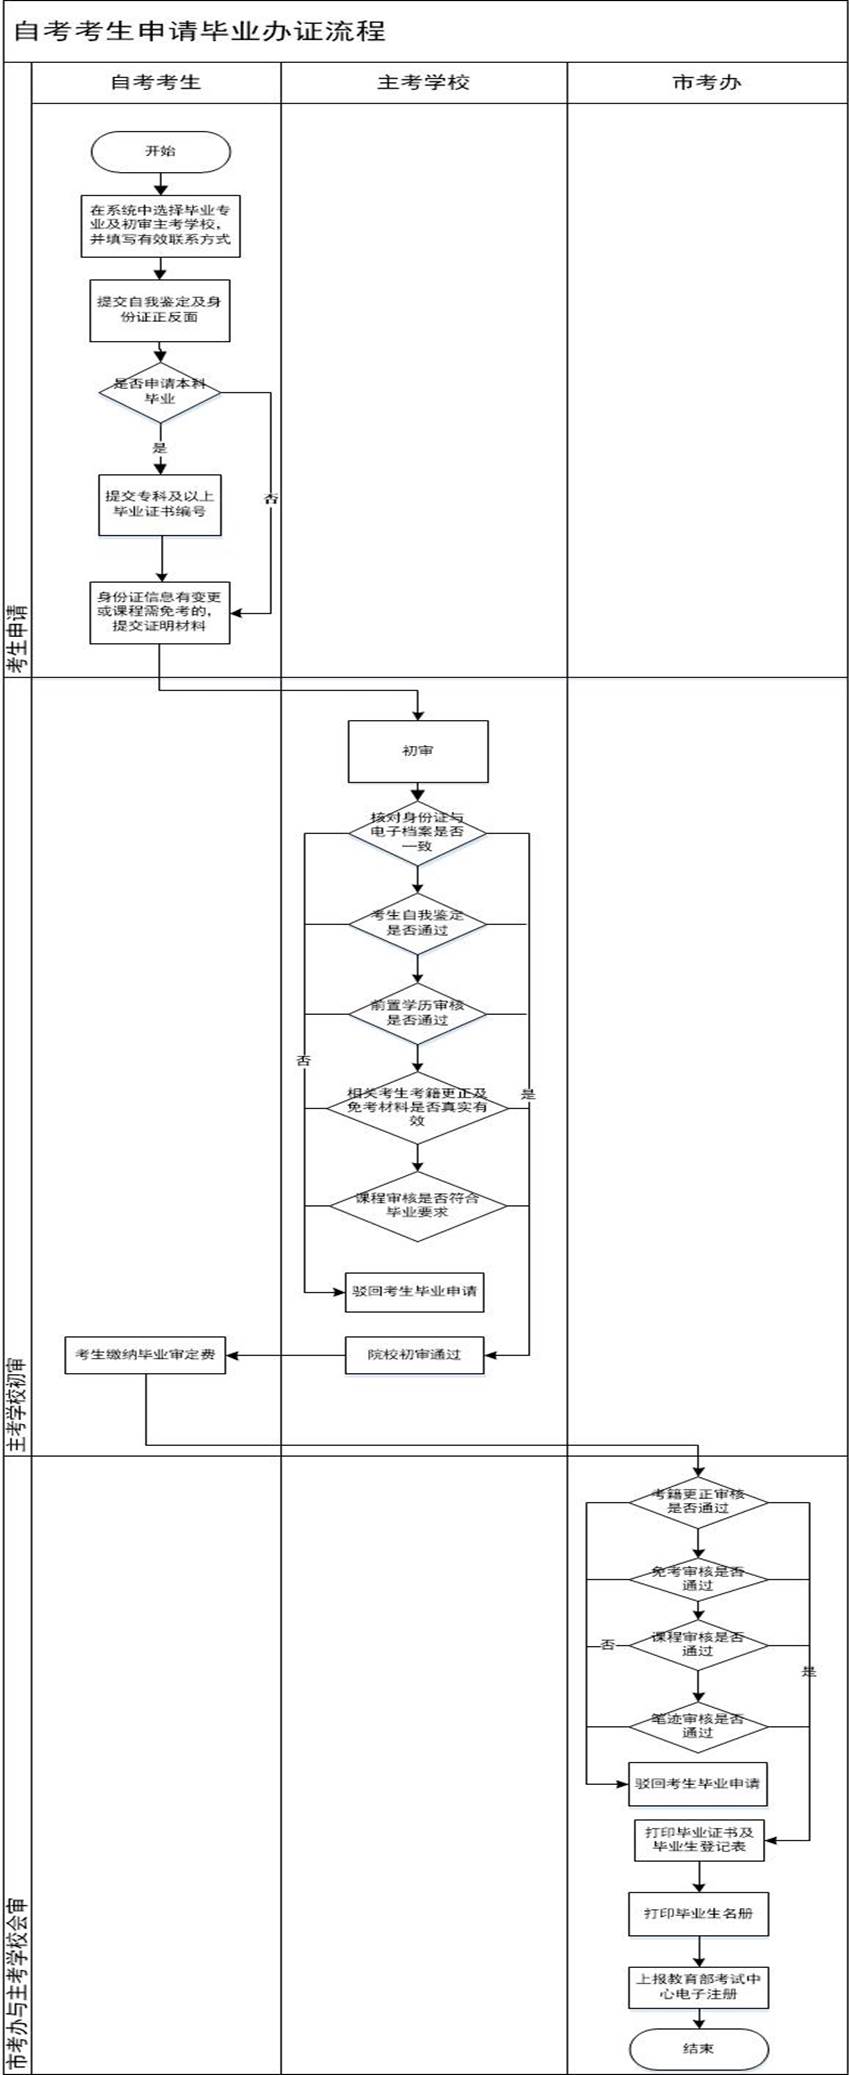 自考考生申请毕业办证流程
自考考生
主考学校
市考办
考生申请
开始
在系统中选择毕业专
业及初审主考学校，
并填写有效联系方式
提交自我鉴定及身
份证正反面
是否申请本科
毕业
是
否
提交专科及以上
毕业证书编号
身份证信息有变更
或课程需免考的，
提交证明材料
主考学校初审
初审
核对身份证与
电子档案是否
一致
考生自我鉴定
是否通过
前置学历审核
是否通过
否
是
相关考生考籍更正及
免考材料是否真实有
效
课程审核是否符合
毕业要求
驳回考生毕业申请
考生缴纳毕业审定费
院校初审通过
市考办与主考学校会审
考籍更正审核
是否通过
免考审核是否
通过
课程审核是否
通过
否
是
笔迹审核是否
通过
驳回考生毕业申请
打印毕业证书及
毕业生登记表
打印毕业生名册
上报教育部考试中
心电子注册
结束